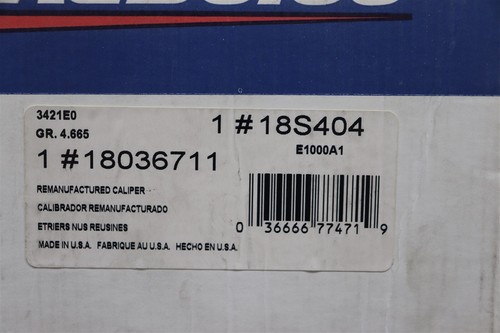 3421E0
GR. 4.665
1 #18S404
E1000A1
1 #18036711
REMANUFACTURED CALIPER
CALIBRADOR REMANUFACTURADO
ETRIERS NUS REUSINES
MADE IN U.S.A. FABRIQUE AU U.S.A. HECHO EN U.S.A.
0 36666 77471 9